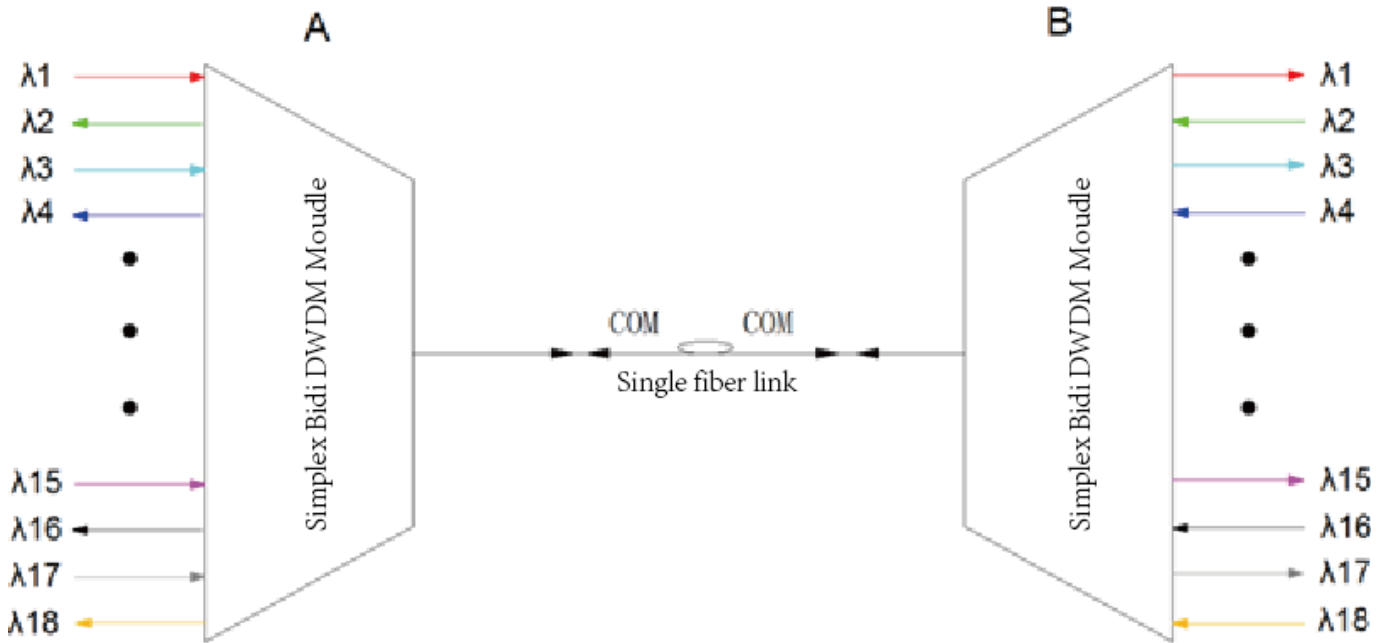 A B
λ1 λ1
λ2 λ2
λ3 λ3
λ4 λ4
Simplex Bidi DWDM Moudle
Simplex Bidi DWDM Moudle
COM COM
Single fiber link
λ15 λ15
λ16 λ16
λ17 λ17
λ18 λ18